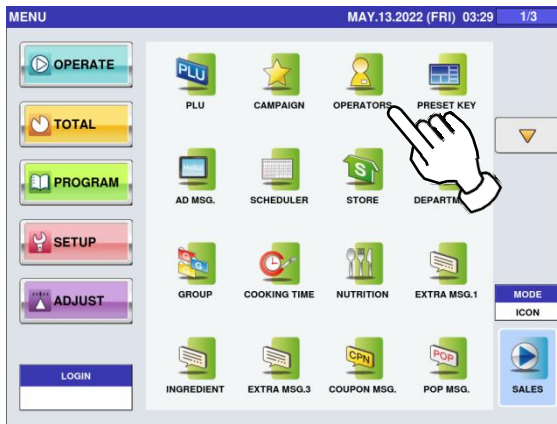 MENU
MAY.13.2022 (FRI) 03:29
1/3
OPERATE
TOTAL
PROGRAM
SETUP
ADJUST
LOGIN
PLU
PLU
CAMPAIGN
OPERATORS
PRESET KEY
Hello!
AD MSG.
SCHEDULER
S
STORE
DEPARTM
G
G
G
GROUP
COOKING TIME
NUTRITION
EXTRA MSG.1
INGREDIENT
EXTRA MSG.3
CPN
COUPON MSG.
POP
POP MSG.
MODE
ICON
SALES